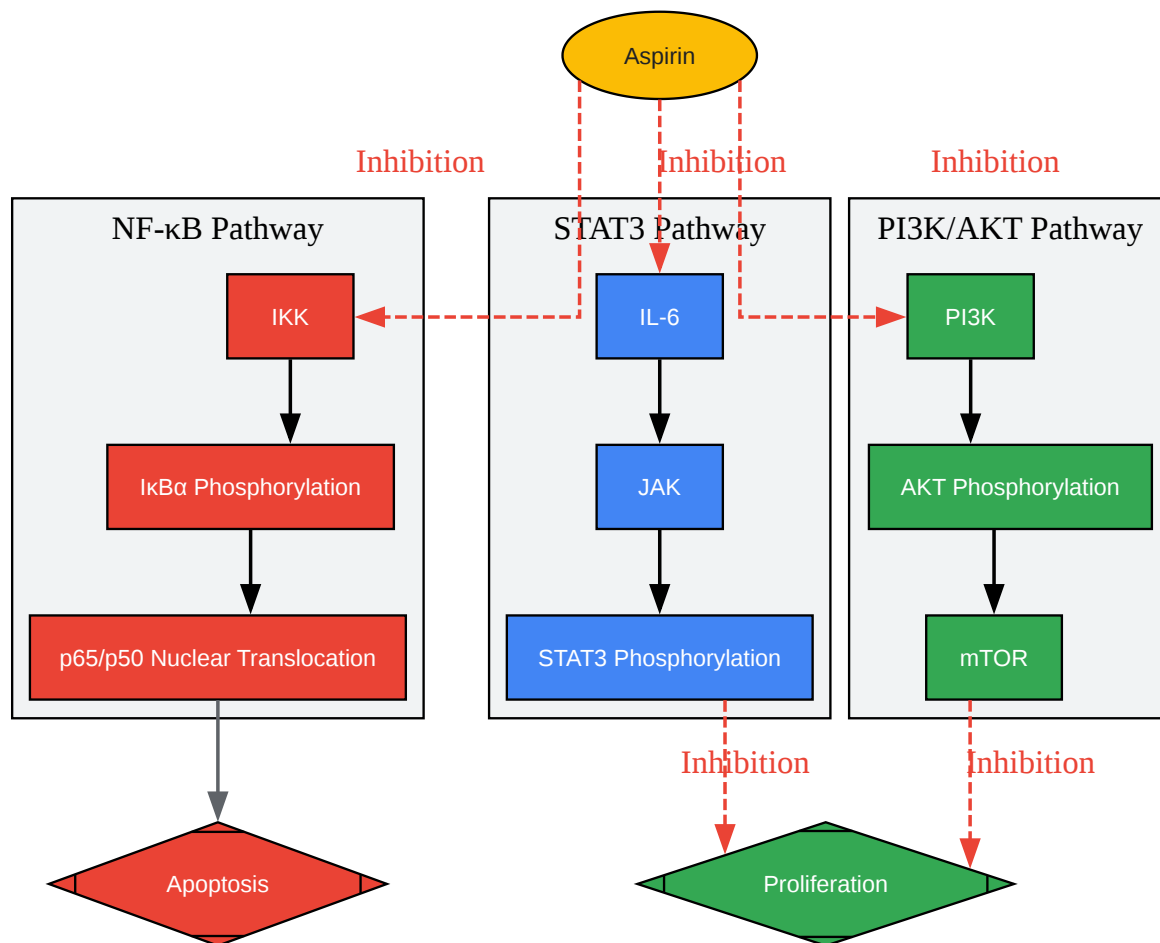 Aspirin
Inhibition
Inhibition
Inhibition
NF-κB Pathway
STAT3 Pathway
PI3K/AKT Pathway
IKK
IL-6
PI3K
IκBα Phosphorylation
JAK
AKT Phosphorylation
p65/p50 Nuclear Translocation
STAT3 Phosphorylation
mTOR
Inhibition
Inhibition
Apoptosis
Proliferation